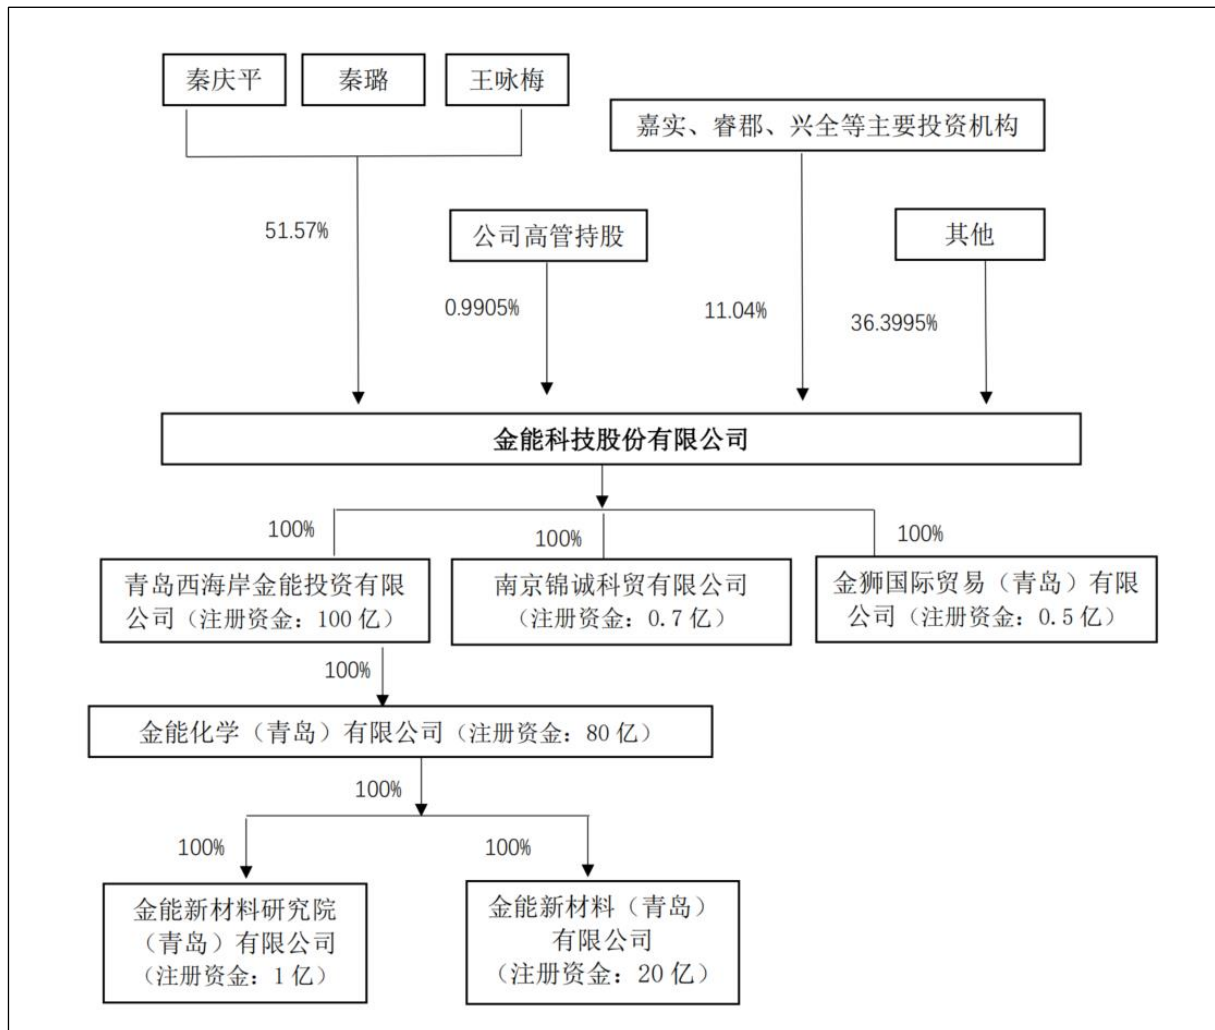 秦庆平
秦璐
王咏梅
嘉实、睿郡、兴全等主要投资机构
51.57%
公司高管持股
其他
0.9905%
11.04%
36.3995%
金能科技股份有限公司
100%
100%
100%
青岛西海岸金能投资有限
公司（注册资金：100 亿）
南京锦诚科贸有限公司
（注册资金：0.7 亿）
金狮国际贸易（青岛）有限
公司（注册资金：0.5 亿）
100%
金能化学（青岛）有限公司（注册资金：80 亿）
100%
100%
100%
金能新材料研究院
（青岛）有限公司
（注册资金：1 亿）
金能新材料（青岛）
有限公司
（注册资金：20 亿）